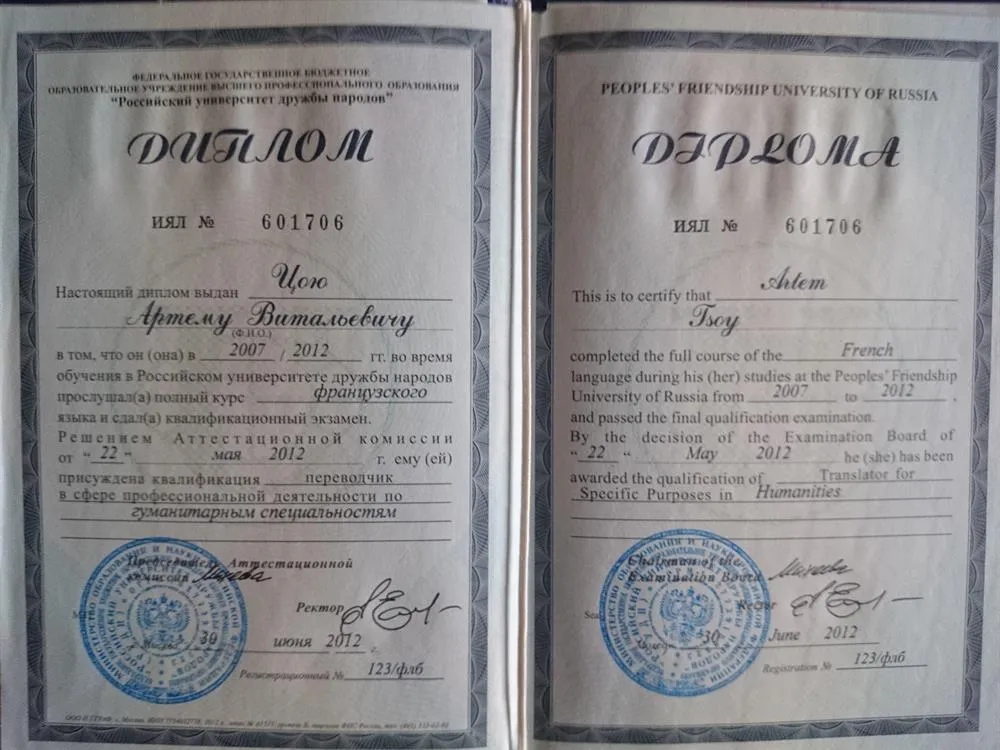 ФЕДЕРАЛЬНОЕ ГОСУДАРСТВЕННОЕ БЮДЖЕТНОЕ
ОБРАЗОВАТЕЛЬНОЕ УЧРЕЖДЕНИЕ ВЫСШЕГО ПРОФЕССИОНАЛЬНОГО ОБРАЗОВАНИЯ
"Российский университет дружбы народов"
ДИПЛОМ
ИЯЛ № 601706
Настоящий диплом выдан Цою
Артему Витальевичу
(Ф.И.О.)
в том, что он (она) в 2007 / 2012 гг. во время
обучения в Российском университете дружбы народов
прослушал(а) полный курс французского
языка и сдал(а) квалификационный экзамен.
Решением Аттестационной комиссии
от "22" мая 2012 г. ему (ей)
присуждена квалификация переводчик
в сфере профессиональной деятельности по
гуманитарным специальностям
Председатель Аттестационной
комиссии
Ректор
30 июня 2012 г.
Регистрационный № 123/флб
PEOPLES' FRIENDSHIP UNIVERSITY OF RUSSIA
DIPLOMA
ИЯЛ № 601706
This is to certify that Artem
Tsoy
completed the full course of the French
language during his (her) studies at the Peoples' Friendship
University of Russia from 2007 to 2012 ,
and passed the final qualification examination.
By the decision of the Examination Board of
"22" May 2012 he (she) has been
awarded the qualification of Translator for
Specific Purposes in Humanities
Chairman of the
Examination Board
Rector
30 June 2012
Registration № 123/флб